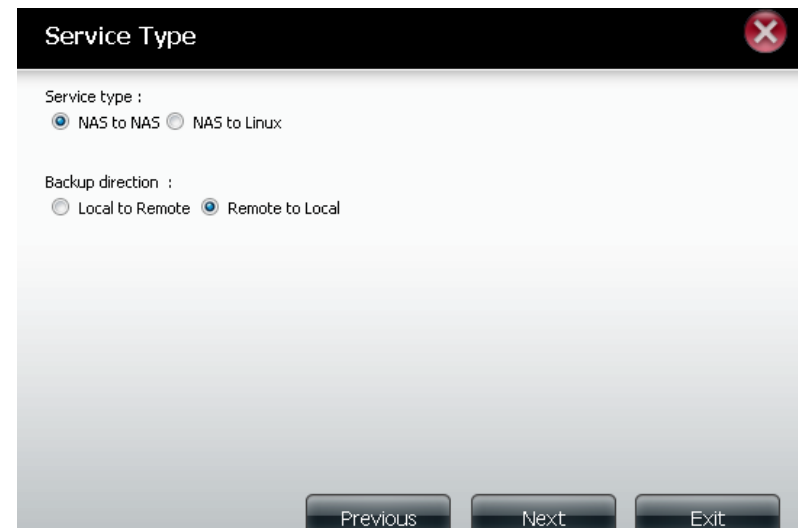 Service Type
Service type :
NAS to NAS NAS to Linux
Backup direction :
Local to Remote Remote to Local
Previous Next Exit